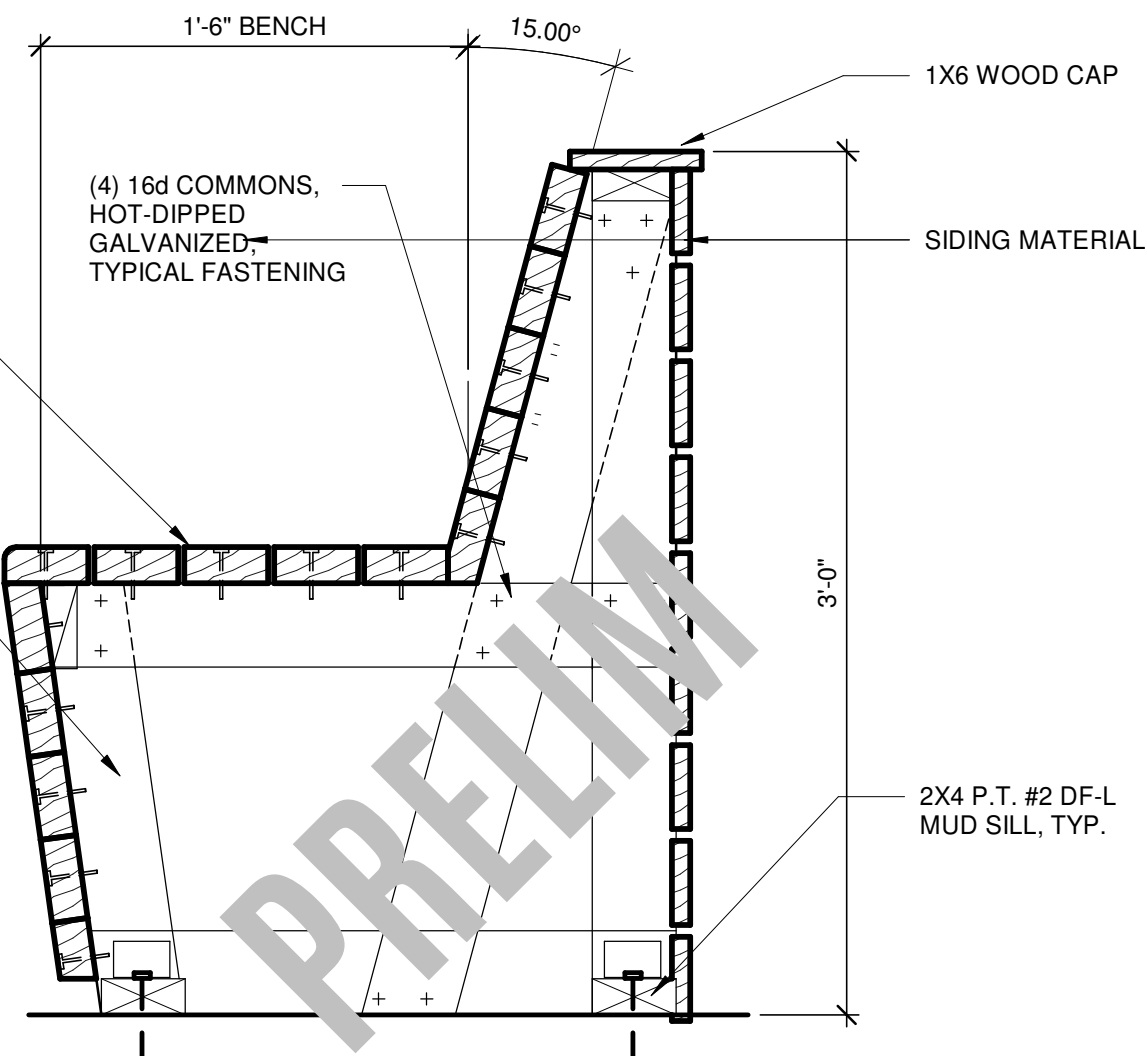 1'-6" BENCH
15.00°
1X6 WOOD CAP
(4) 16d COMMONS,
HOT-DIPPED
GALVANIZED,
TYPICAL FASTENING
SIDING MATERIAL
3'-0"
PRELIM
2X4 P.T. #2 DF-L
MUD SILL, TYP.